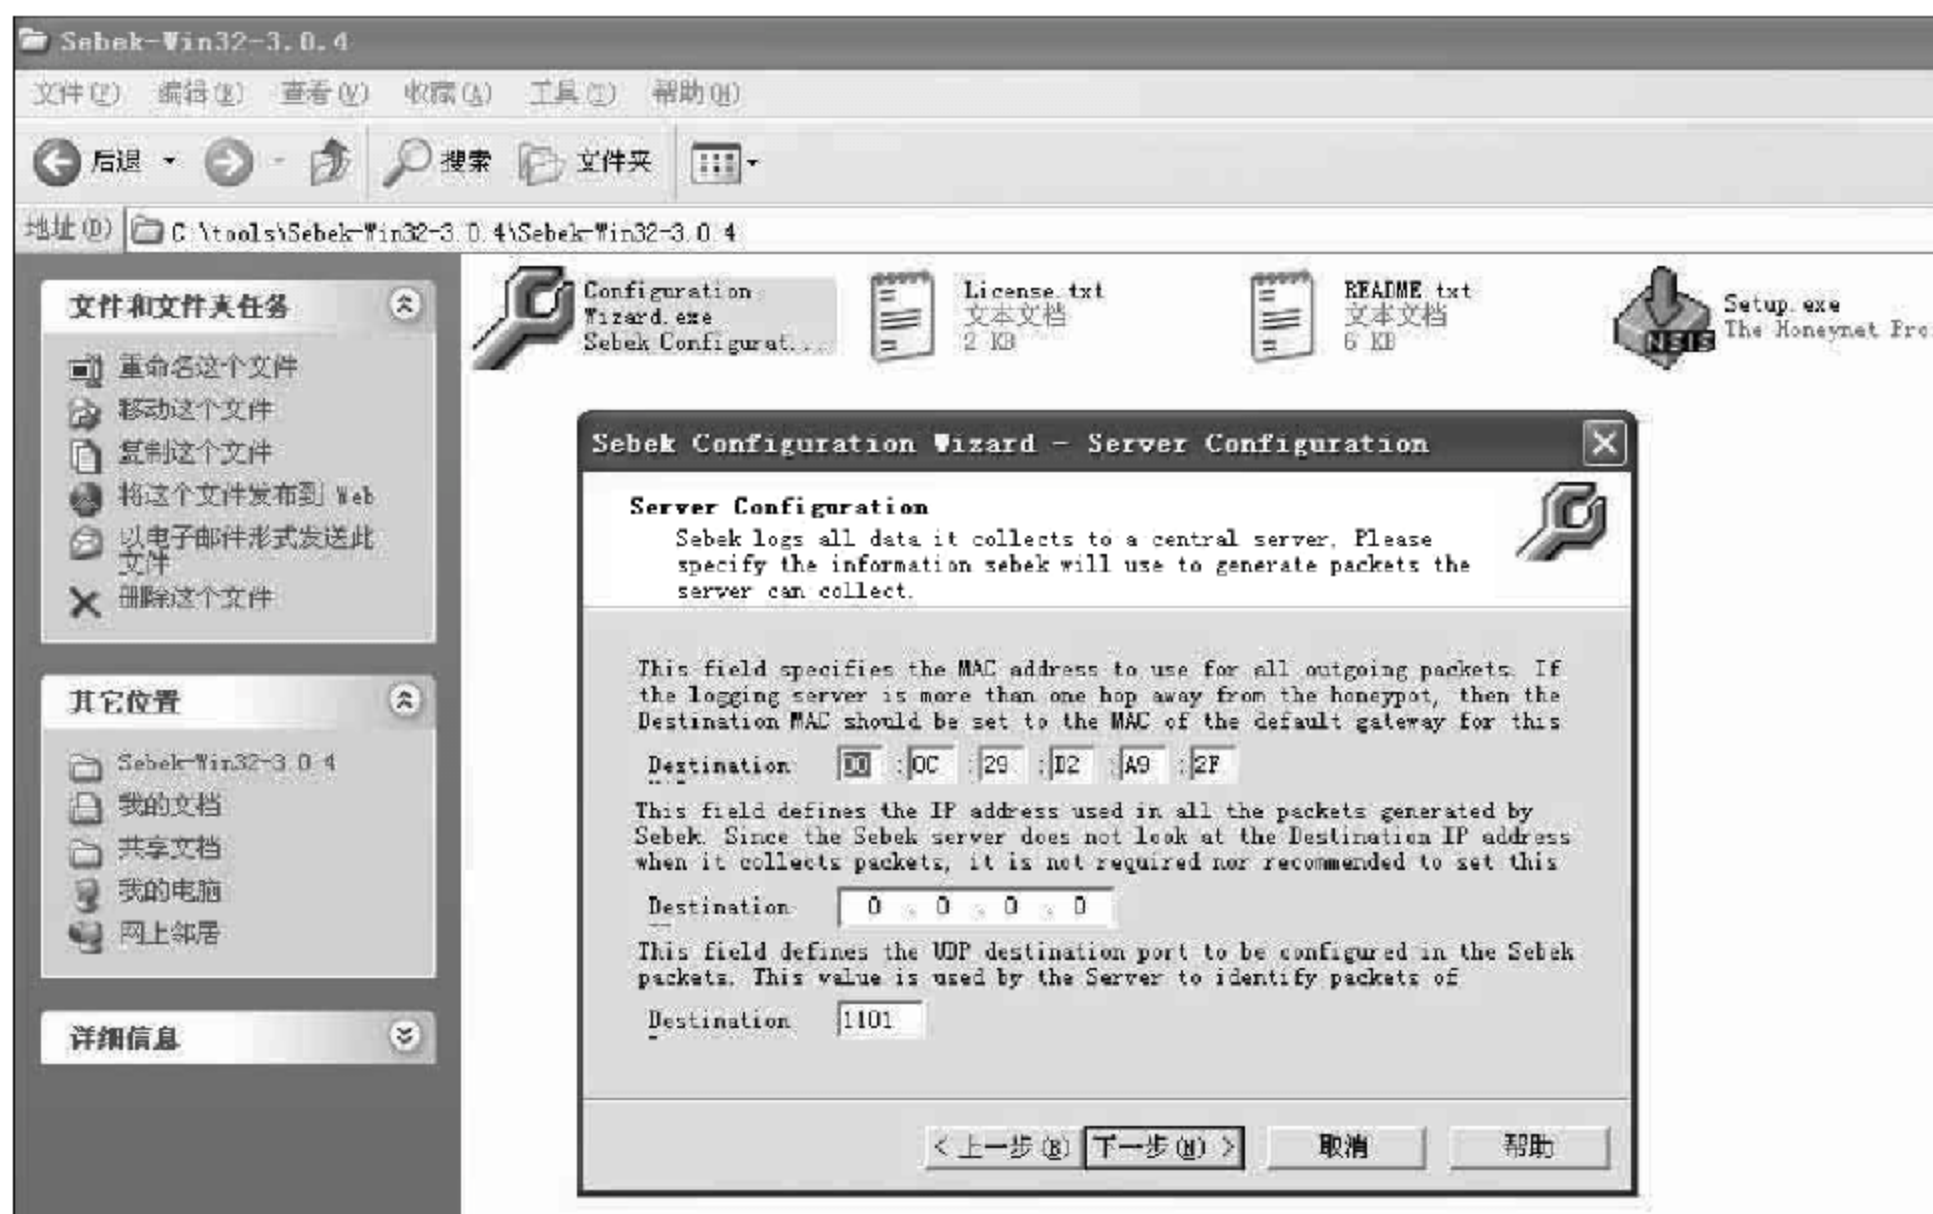 Sebek-Win32-3.0.4
文件(F) 编辑(E) 查看(V) 收藏(A) 工具(T) 帮助(H)
后退 搜索 文件夹
地址(D) C:\tools\Sebek-Win32-3.0.4\Sebek-Win32-3.0.4
文件和文件夹任务
重命名这个文件
移动这个文件
复制这个文件
将这个文件发布到 Web
以电子邮件形式发送此
文件
删除这个文件
其它位置
Sebek-Win32-3.0.4
我的文档
共享文档
我的电脑
网上邻居
详细信息
Configuration
Wizard.exe
Sebek Configurat...
License.txt
文本文档
2 KB
README.txt
文本文档
6 KB
Setup.exe
The Honeynet Pro
NSIS
Sebek Configuration Wizard - Server Configuration
Server Configuration
Sebek logs all data it collects to a central server. Please
specify the information sebek will use to generate packets the
server can collect.
This field specifies the MAC address to use for all outgoing packets. If
the logging server is more than one hop away from the honeypot, then the
Destination MAC should be set to the MAC of the default gateway for this
Destination 00 :0C :29 :D2 :A9 :2F
This field defines the IP address used in all the packets generated by
Sebek. Since the Sebek server does not look at the Destination IP address
when it collects packets, it is not required nor recommended to set this
Destination 0 . 0 . 0 . 0
This field defines the UDP destination port to be configured in the Sebek
packets. This value is used by the Server to identify packets of
Destination 1101
< 上一步(B) 下一步(N) > 取消 帮助